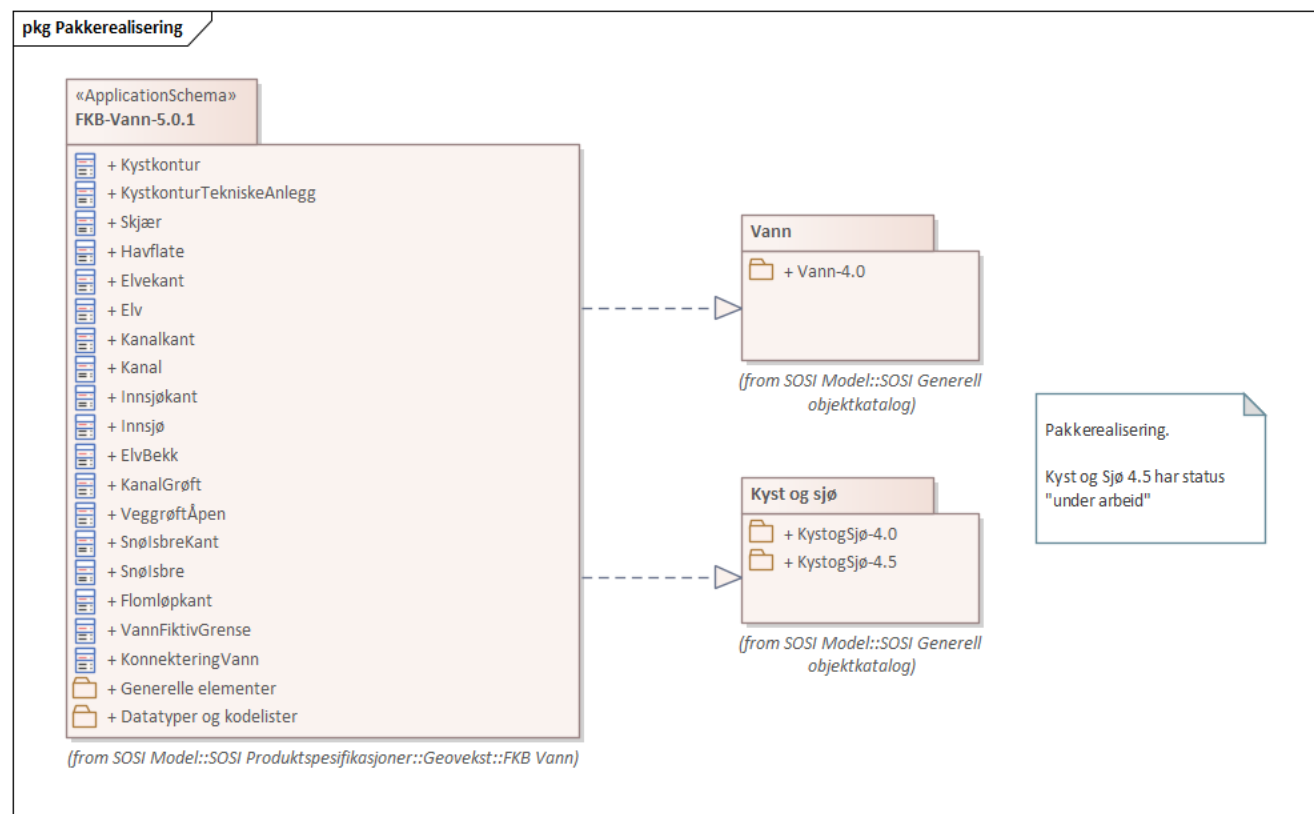 pkg Pakkerealisering
«ApplicationSchema»
FKB-Vann-5.0.1
+ Kystkontur
+ KystkonturTekniskeAnlegg
+ Skjær
+ Havflate
+ Elvekant
+ Elv
+ Kanalkant
+ Kanal
+ Innsjøkant
+ Innsjø
+ ElvBekk
+ KanalGrøft
+ VeggrøftÅpen
+ SnøIsbreKant
+ SnøIsbre
+ Flomløpkant
+ VannFiktivGrense
+ KonnekteringVann
+ Generelle elementer
+ Datatyper og kodelister
(from SOSI Model::SOSI Produktspesifikasjoner::Geovekst::FKB Vann)
Vann
+ Vann-4.0
(from SOSI Model::SOSI Generell
objektkatalog)
Kyst og sjø
+ KystogSjø-4.0
+ KystogSjø-4.5
(from SOSI Model::SOSI Generell
objektkatalog)
Pakkerealisering.
Kyst og Sjø 4.5 har status
"under arbeid"